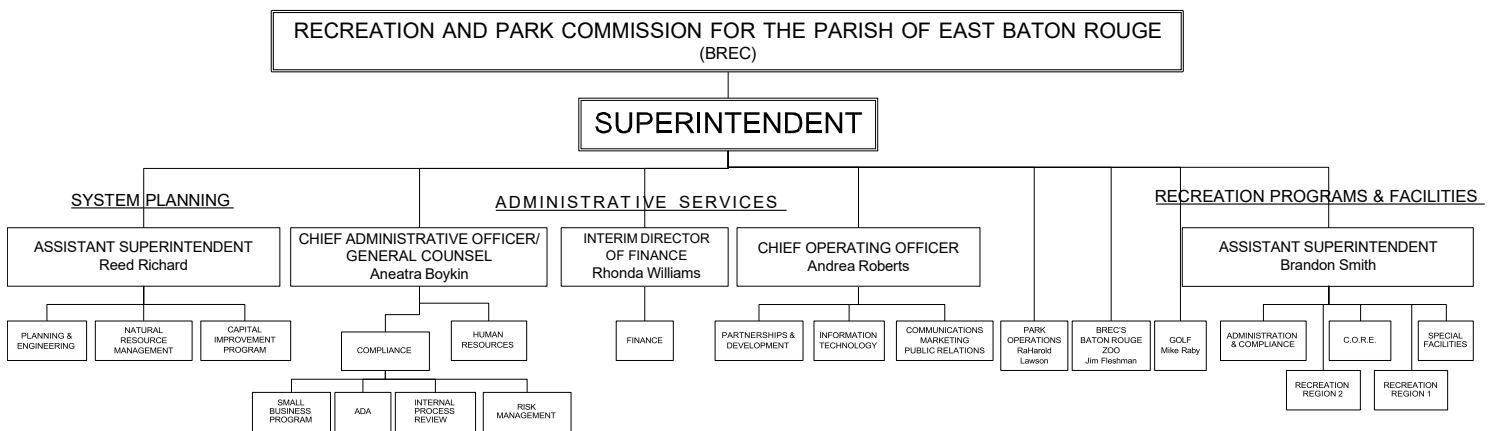 RECREATION AND PARK COMMISSION FOR THE PARISH OF EAST BATON ROUGE
(BREC)
SUPERINTENDENT
SYSTEM PLANNING
ADMINISTRATIVE SERVICES
RECREATION PROGRAMS & FACILITIES
ASSISTANT SUPERINTENDENT
Reed Richard
CHIEF ADMINISTRATIVE OFFICER/
GENERAL COUNSEL
Aneatra Boykin
INTERIM DIRECTOR
OF FINANCE
Rhonda Williams
CHIEF OPERATING OFFICER
Andrea Roberts
ASSISTANT SUPERINTENDENT
Brandon Smith
PLANNING &
ENGINEERING
NATURAL
RESOURCE
MANAGEMENT
CAPITAL
IMPROVEMENT
PROGRAM
COMPLIANCE
HUMAN
RESOURCES
FINANCE
PARTNERSHIPS &
DEVELOPMENT
INFORMATION
TECHNOLOGY
COMMUNICATIONS
MARKETING
PUBLIC RELATIONS
PARK
OPERATIONS
RaHarold
Lawson
BREC'S
BATON ROUGE
ZOO
Jim Fleshman
GOLF
Mike Raby
ADMINISTRATION
& COMPLIANCE
C.O.R.E.
SPECIAL
FACILITIES
RECREATION
REGION 2
RECREATION
REGION 1
SMALL
BUSINESS
PROGRAM
ADA
INTERNAL
PROCESS
REVIEW
RISK
MANAGEMENT